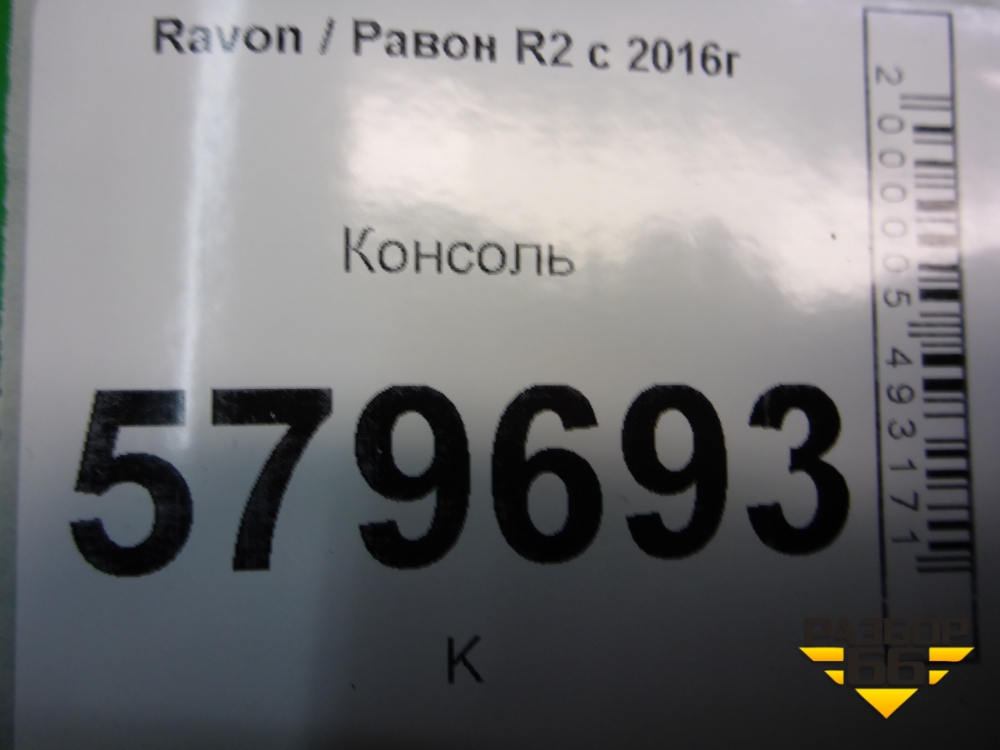 Ravon / Равон R2 с 2016г
Консоль
579693
К
2000005493171
РАЗБОР
66